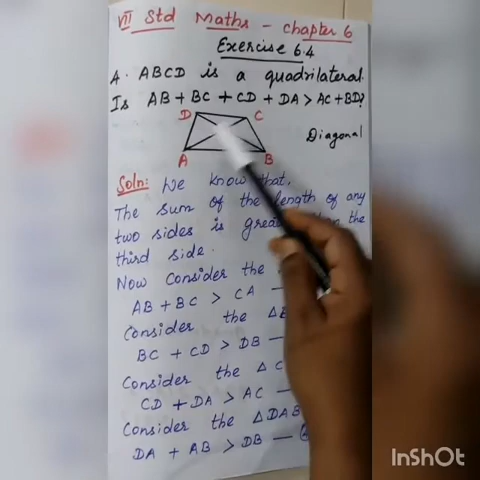 VII Std Maths - chapter 6
Exercise 6.4
4. ABCD is a quadrilateral.
Is AB + BC + CD + DA > AC + BD?
D C
Diagonal
A B
Soln: We know that,
The sum of the length of any
two sides is the
third side.
Now consider the
AB + BC > CA —
Consider the
BC + CD > DB —
Consider the △ C
CD + DA > AC —
Consider the △DAB
DA + AB > DB —
InShOt